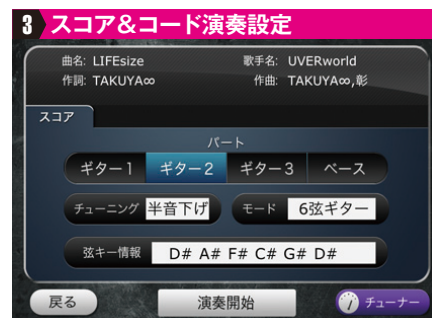 3 スコア&コード演奏設定
曲名: LIFEsize 歌手名: UVERworld
作詞: TAKUYA∞ 作曲: TAKUYA∞,彰
スコア
パート
ギター1 ギター2 ギター3 ベース
チューニング 半音下げ モード 6弦ギター
弦キー情報 D# A# F# C# G# D#
戻る 演奏開始 チューナー